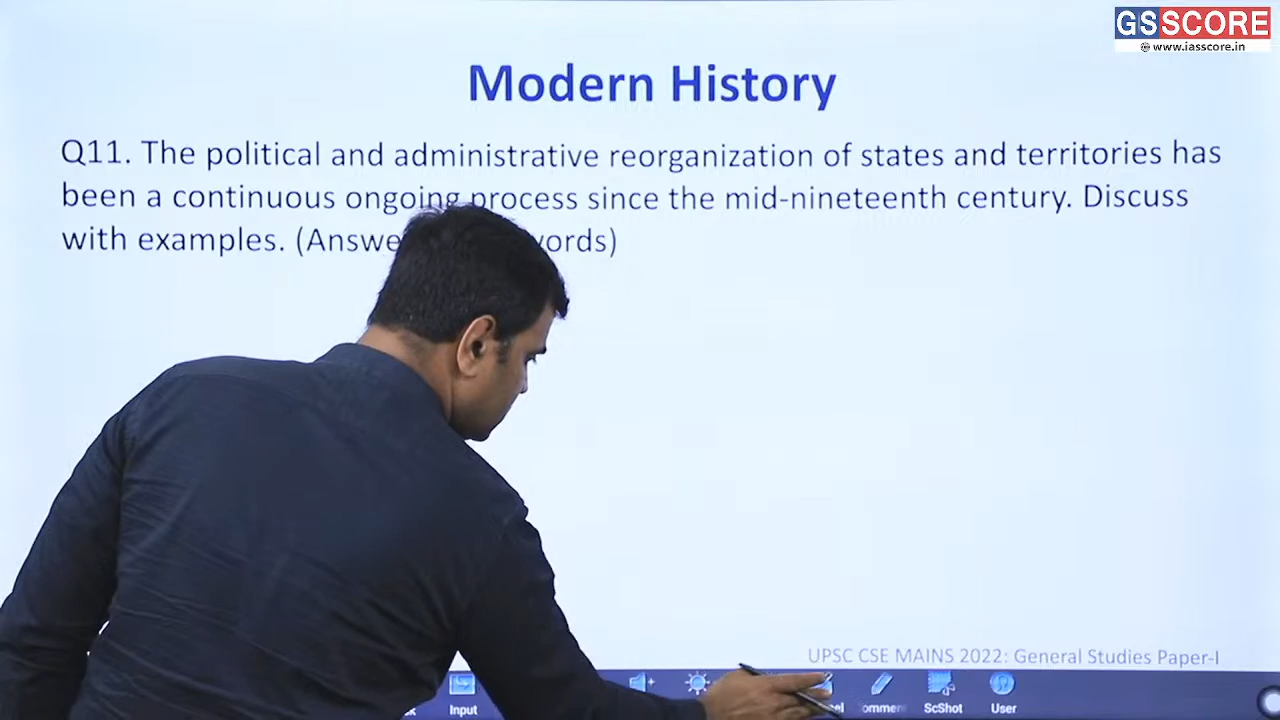 GSSCORE
www.iasscore.in
Modern History
Q11. The political and administrative reorganization of states and territories has
been a continuous ongoing process since the mid-nineteenth century. Discuss
with examples. (Answe words)
UPSC CSE MAINS 2022: General Studies Paper-I
Input
ScShot
User